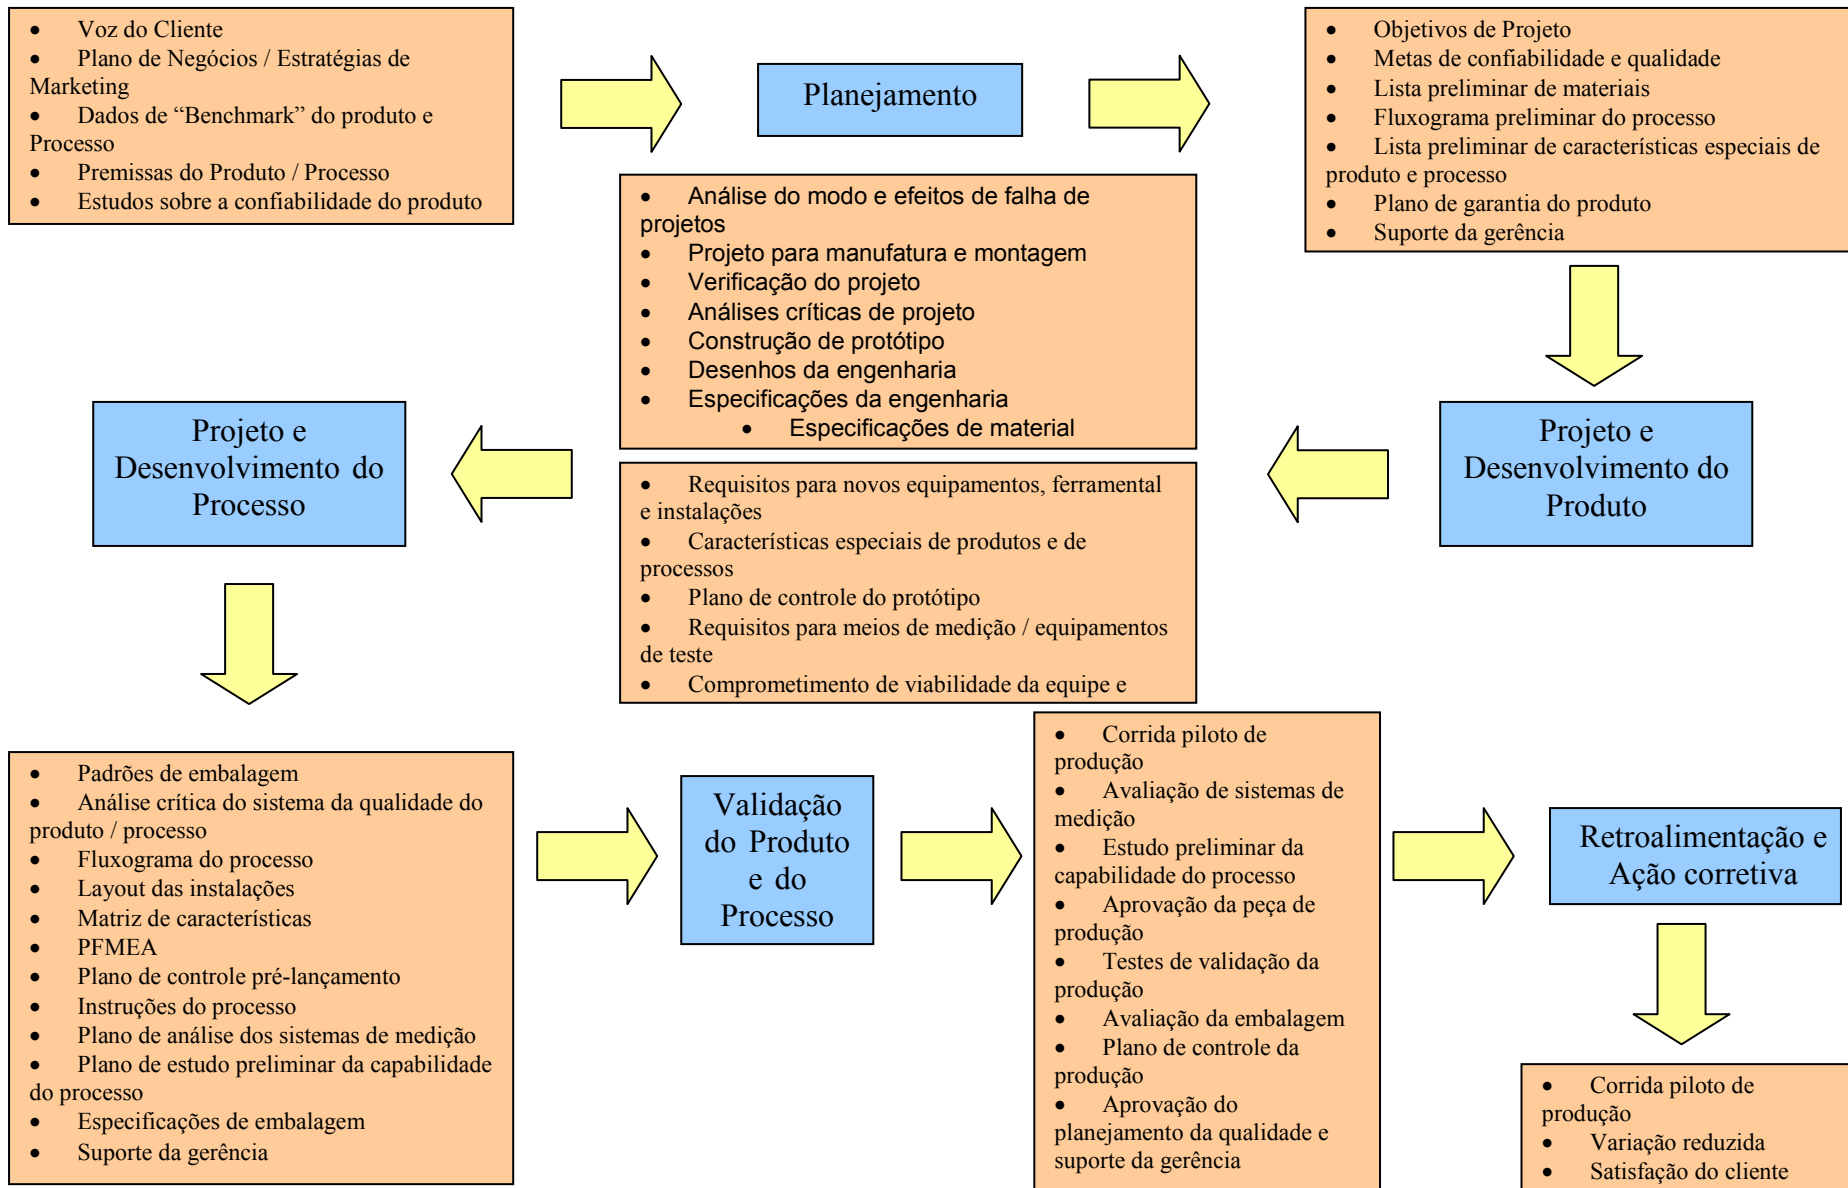 • Voz do Cliente
• Plano de Negócios / Estratégias de
Marketing
• Dados de “Benchmark” do produto e
Processo
• Premissas do Produto / Processo
• Estudos sobre a confiabilidade do produto
Planejamento
• Objetivos de Projeto
• Metas de confiabilidade e qualidade
• Lista preliminar de materiais
• Fluxograma preliminar do processo
• Lista preliminar de características especiais de
produto e processo
• Plano de garantia do produto
• Suporte da gerência
Projeto e
Desenvolvimento do
Produto
• Análise do modo e efeitos de falha de
projetos
• Projeto para manufatura e montagem
• Verificação do projeto
• Análises críticas de projeto
• Construção de protótipo
• Desenhos da engenharia
• Especificações da engenharia
• Especificações de material
• Requisitos para novos equipamentos, ferramental
e instalações
• Características especiais de produtos e de
processos
• Plano de controle do protótipo
• Requisitos para meios de medição / equipamentos
de teste
• Comprometimento de viabilidade da equipe e
Projeto e
Desenvolvimento do
Processo
• Padrões de embalagem
• Análise crítica do sistema da qualidade do
produto / processo
• Fluxograma do processo
• Layout das instalações
• Matriz de características
• PFMEA
• Plano de controle pré-lançamento
• Instruções do processo
• Plano de análise dos sistemas de medição
• Plano de estudo preliminar da capabilidade
do processo
• Especificações de embalagem
• Suporte da gerência
Validação
do Produto
e do
Processo
• Corrida piloto de
produção
• Avaliação de sistemas de
medição
• Estudo preliminar da
capabilidade do processo
• Aprovação da peça de
produção
• Testes de validação da
produção
• Avaliação da embalagem
• Plano de controle da
produção
• Aprovação do
planejamento da qualidade e
suporte da gerência
Retroalimentação e
Ação corretiva
• Corrida piloto de
produção
• Variação reduzida
• Satisfação do cliente